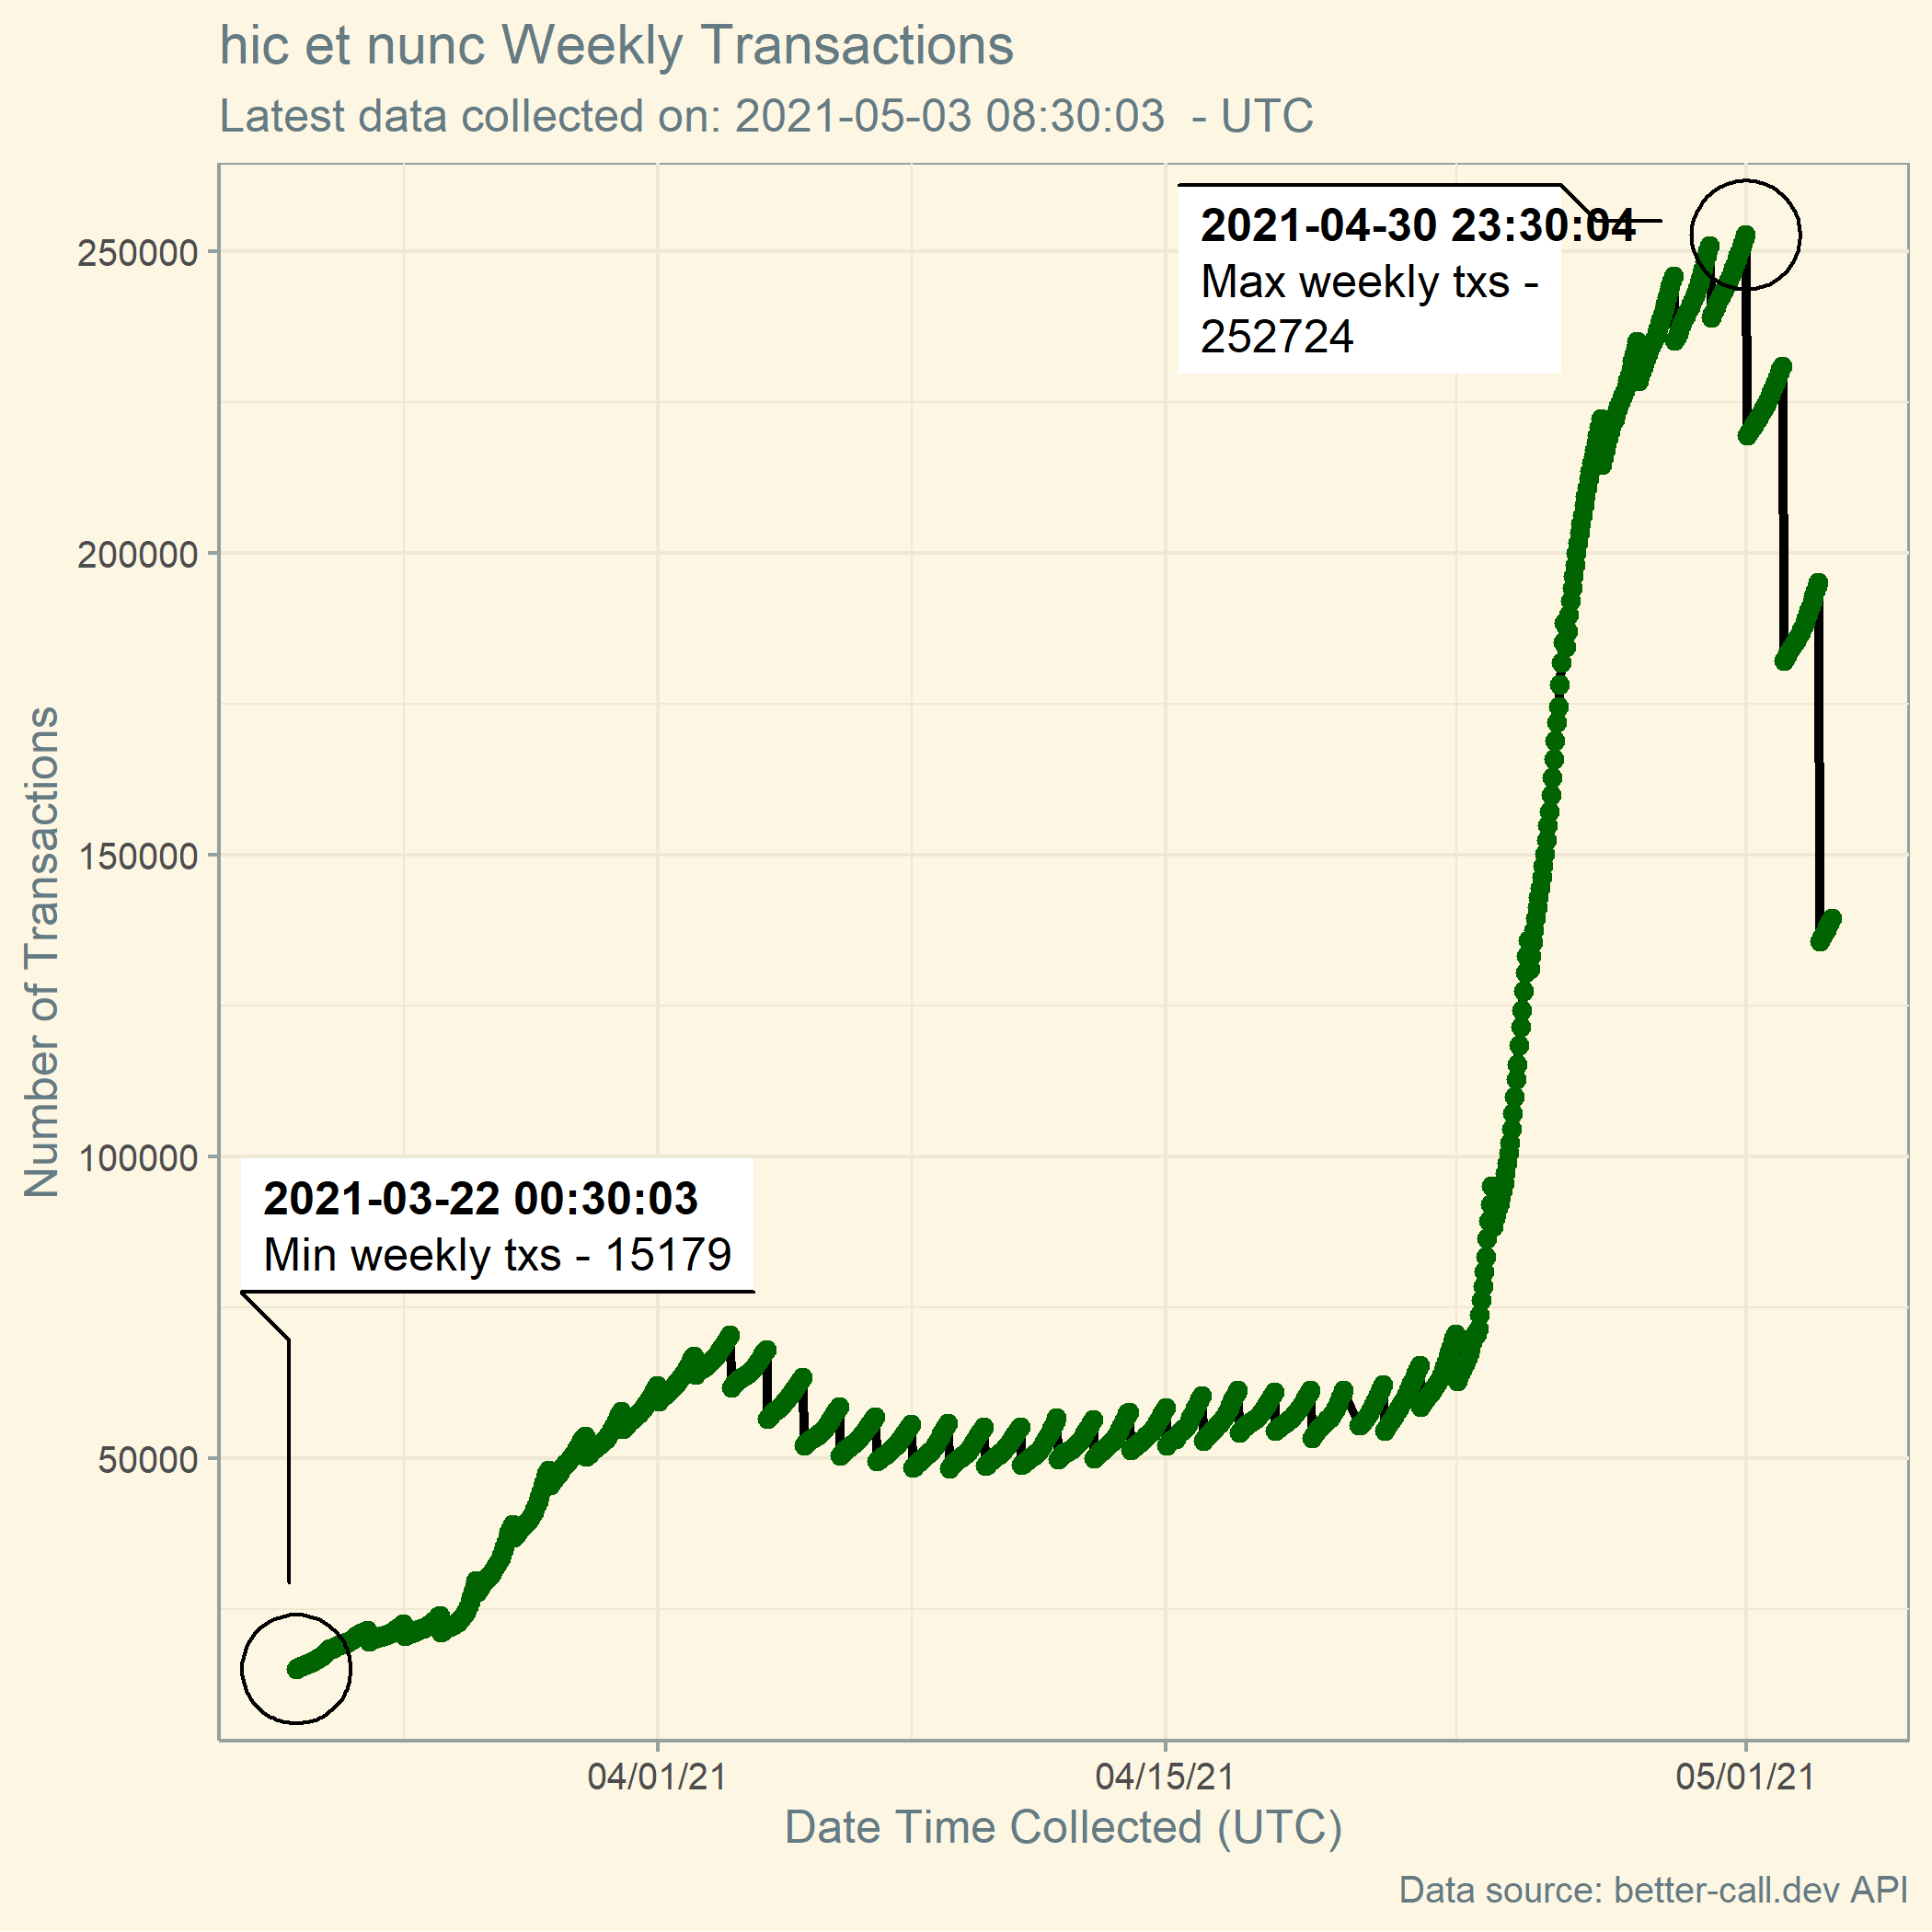 hic et nunc Weekly Transactions
Latest data collected on: 2021-05-03 08:30:03  - UTC
2021-04-30 23:30:04
Max weekly txs -
252724
250000
200000
150000
100000
50000
Number of Transactions
2021-03-22 00:30:03
Min weekly txs - 15179
04/01/21
04/15/21
05/01/21
Date Time Collected (UTC)
Data source: better-call.dev API